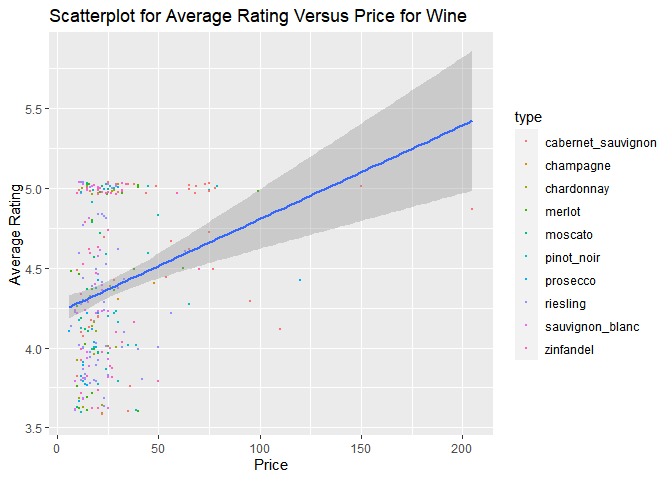 Scatterplot for Average Rating Versus Price for Wine
Average Rating
5.5
5.0
4.5
4.0
3.5
0
50
100
150
200
Price
type
cabernet_sauvignon
champagne
chardonnay
merlot
moscato
pinot_noir
prosecco
riesling
sauvignon_blanc
zinfandel